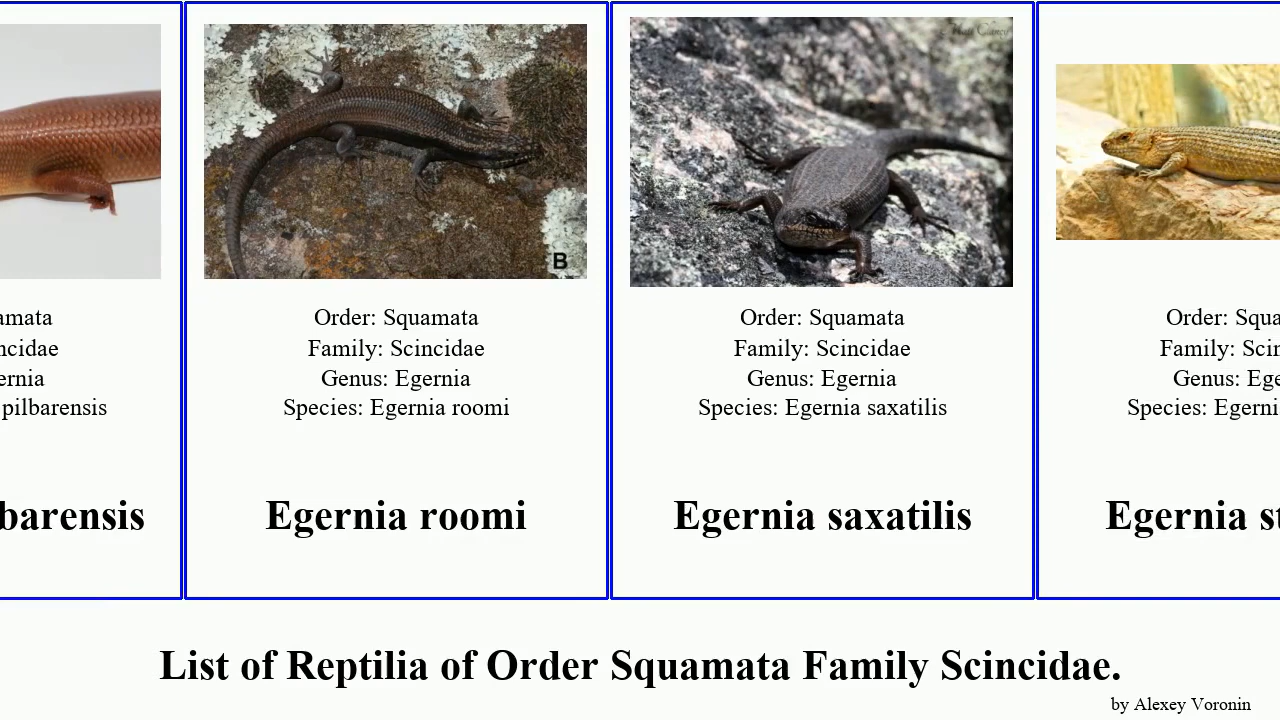 amata
ncidae
ernia
pilbarensis
barensis
B
Order: Squamata
Family: Scincidae
Genus: Egernia
Species: Egernia roomi
Egernia roomi
Order: Squamata
Family: Scincidae
Genus: Egernia
Species: Egernia saxatilis
Egernia saxatilis
Order: Squa
Family: Scin
Genus: Ege
Species: Egerni
Egernia st
List of Reptilia of Order Squamata Family Scincidae.
by Alexey Voronin